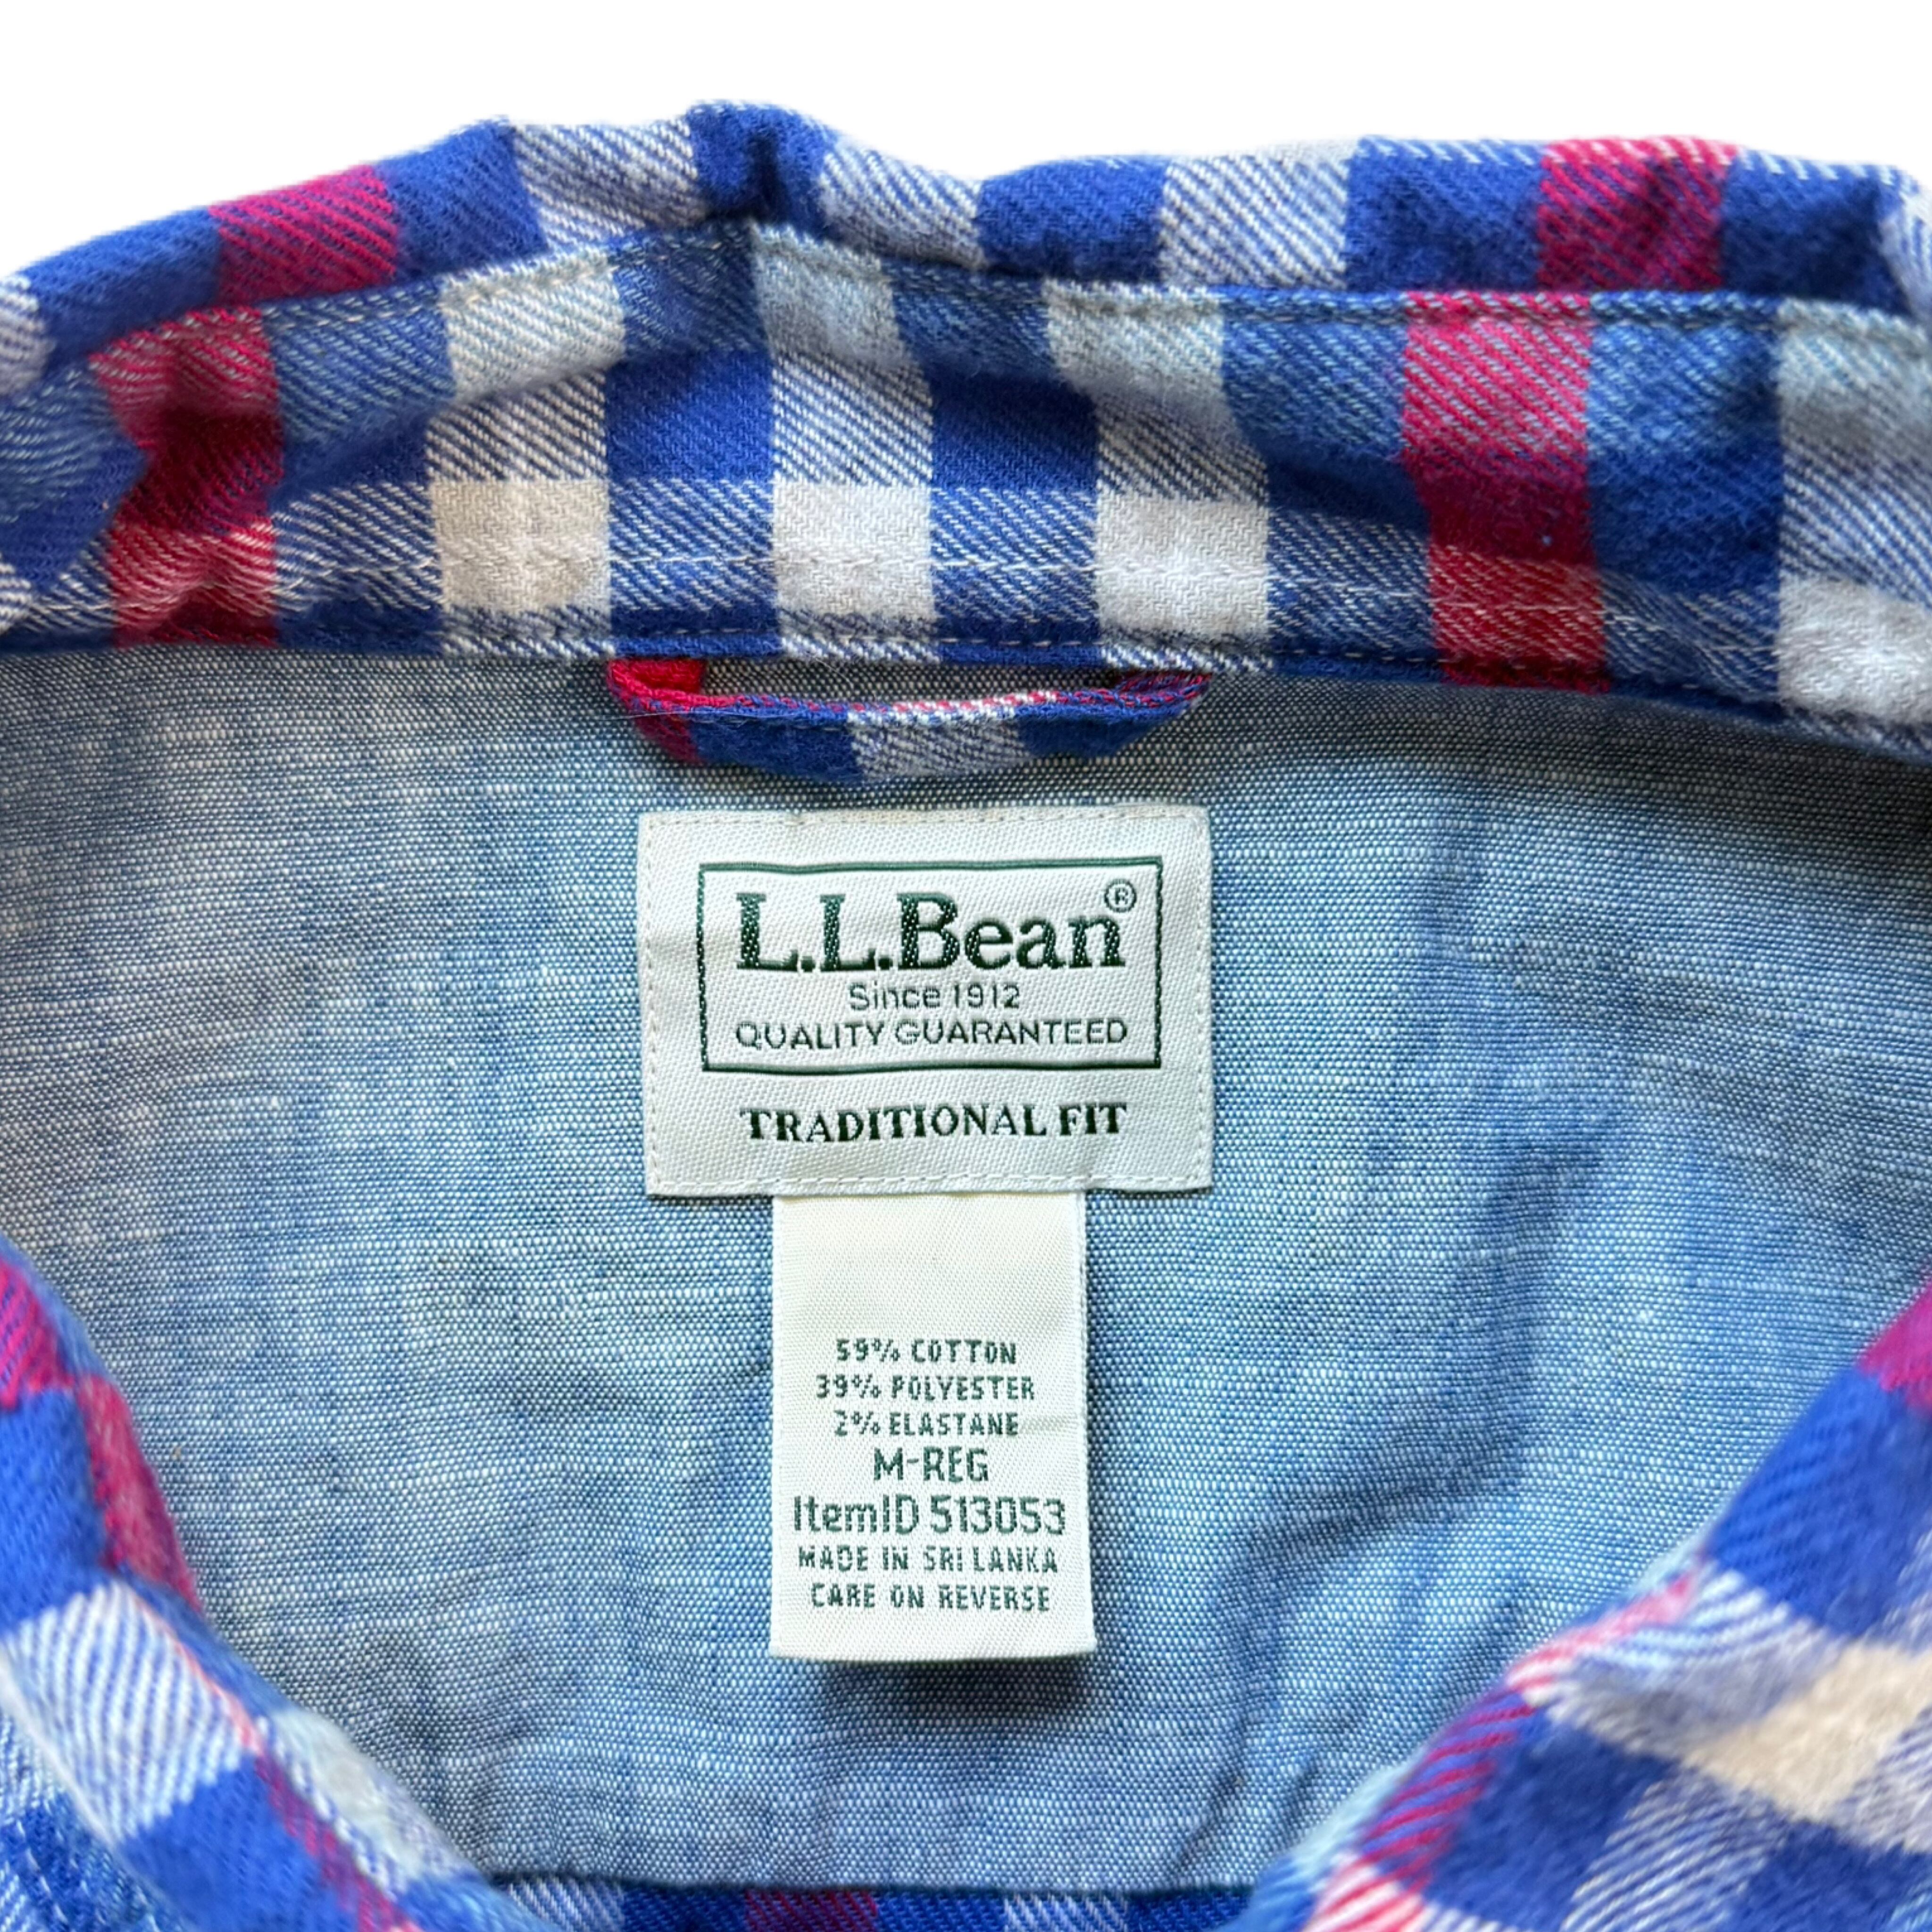 L.L.Bean®
Since 1912
QUALITY GUARANTEED
TRADITIONAL FIT
59% COTTON
39% POLYESTER
2% ELASTANE
M-REG
ItemID 513053
MADE IN SRI LANKA
CARE ON REVERSE